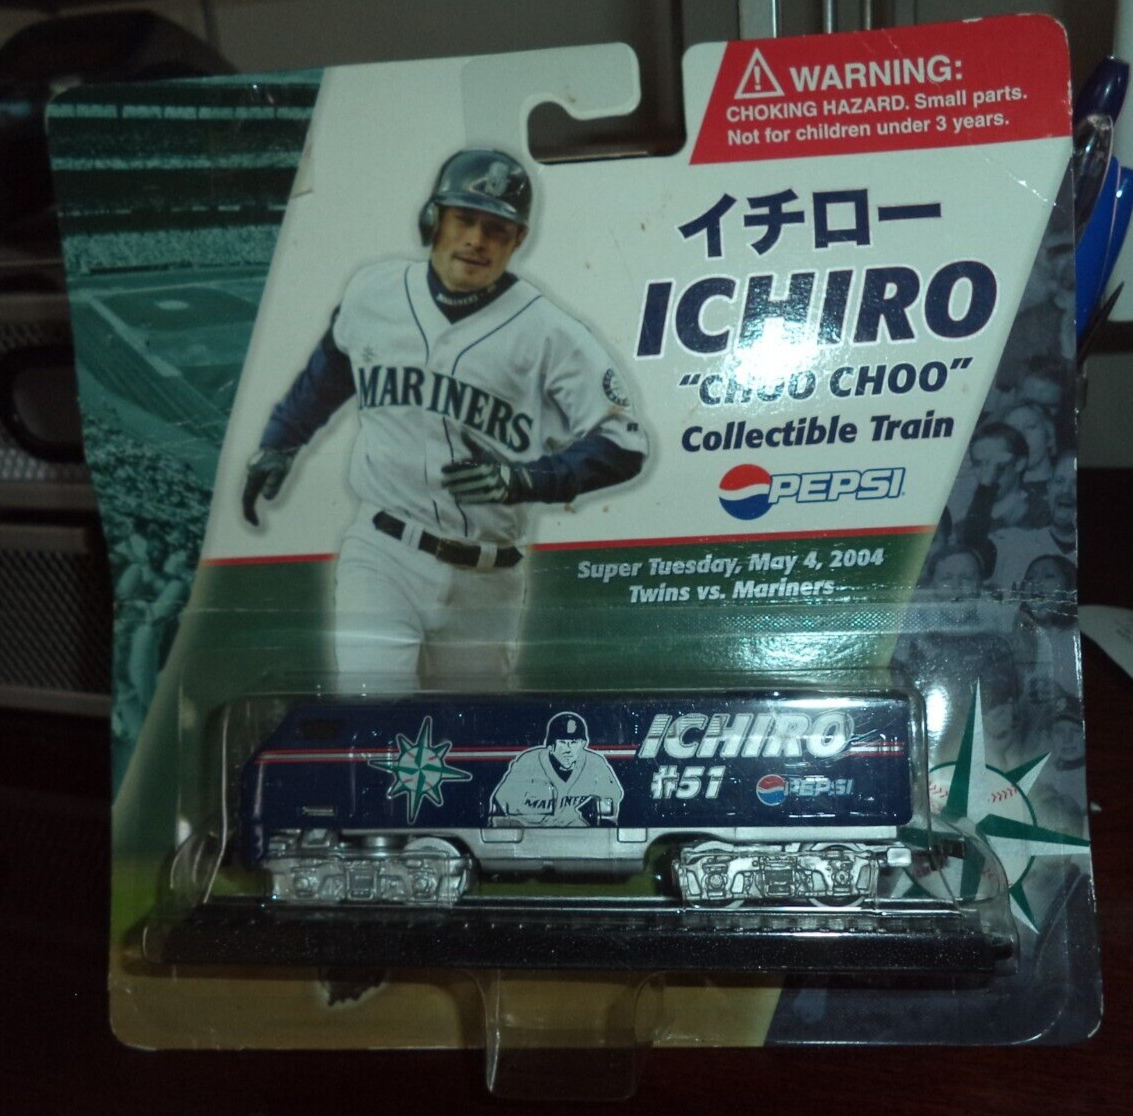 WARNING:
CHOKING HAZARD. Small parts.
Not for children under 3 years.
イチロー
ICHIRO
"CHOO CHOO"
Collectible Train
PEPSI
Super Tuesday, May 4, 2004
Twins vs. Mariners
MARINERS
ICHIRO
#51
PEPSI
MARINERS